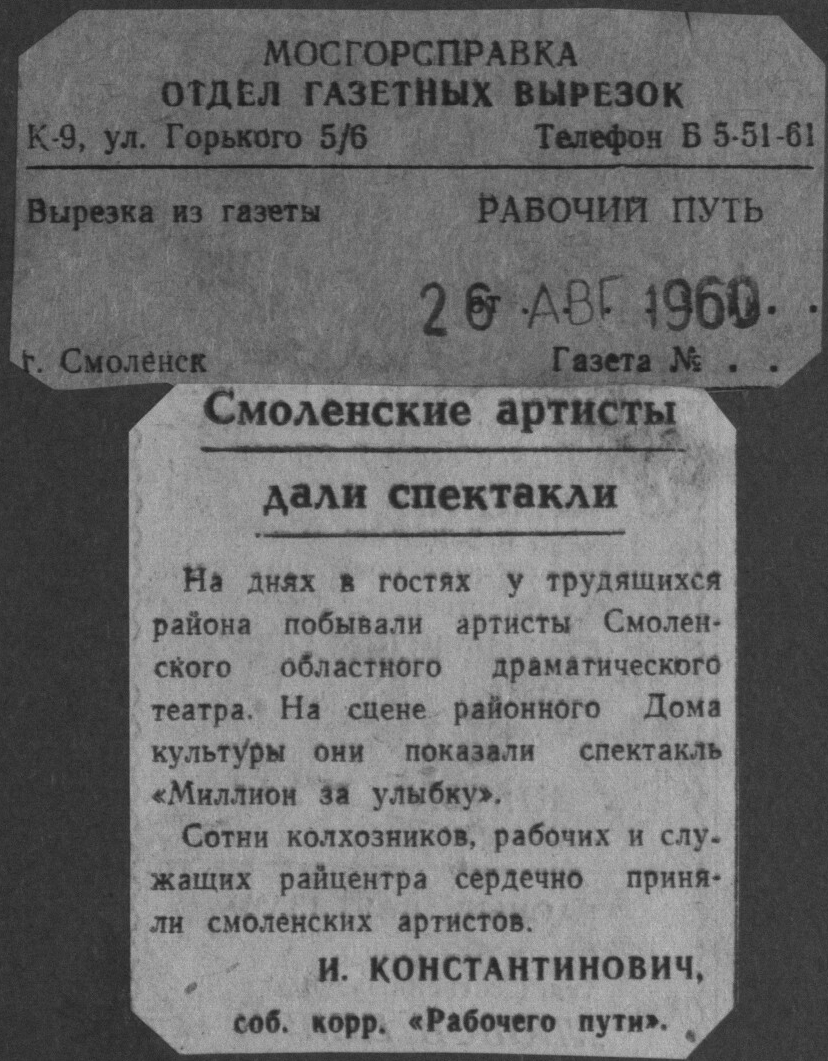 МОСГОРСПРАВКА
ОТДЕЛ ГАЗЕТНЫХ ВЫРЕЗОК
К-9, ул. Горького 5/6 Телефон Б 5-51-61
Вырезка из газеты РАБОЧИЙ ПУТЬ
от 26 АВГ 1960 . .
г. Смоленск Газета № . .
Смоленские артисты
дали спектакли
На днях в гостях у трудящихся
района побывали артисты Смолен-
ского областного драматического
театра. На сцене районного Дома
культуры они показали спектакль
«Миллион за улыбку».
Сотни колхозников, рабочих и слу-
жащих райцентра сердечно приня-
ли смоленских артистов.
И. КОНСТАНТИНОВИЧ,
соб. корр. «Рабочего пути».